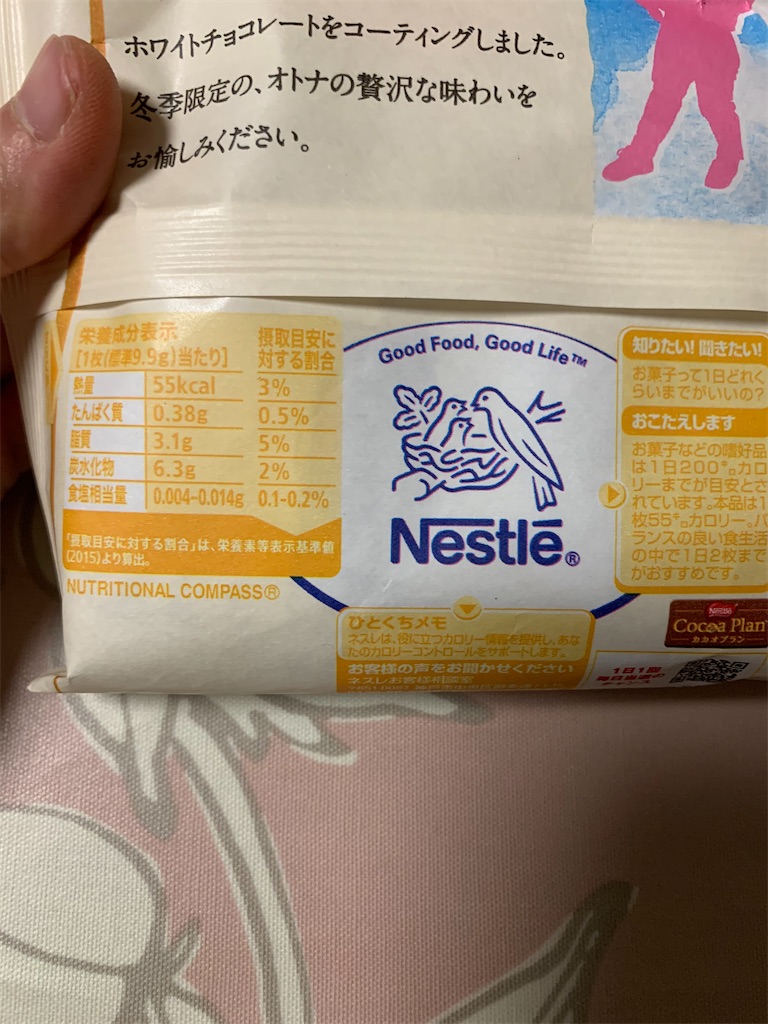 ホワイトチョコレートをコーティングしました。
冬季限定の、オトナの贅沢な味わいを
お愉しみください。
栄養成分表示
[1枚(標準9.9g)当たり]
摂取目安に
対する割合
熱量 55kcal 3%
たんぱく質 0.38g 0.5%
脂質 3.1g 5%
炭水化物 6.3g 2%
食塩相当量 0.004-0.014g 0.1-0.2%
「摂取目安に対する割合」は、栄養素等表示基準値
(2015)より算出。
NUTRITIONAL COMPASS®
Good Food, Good Life™
Nestlé®
知りたい! 聞きたい!
お菓子って1日どれく
らいまでがいいの?
おこたえします
お菓子などの嗜好品
は1日200キロカロ
リーまでが目安とさ
れています。本品は1
枚55キロカロリー。バ
ランスの良い食生活
の中で1日2枚まで
がおすすめです。
ひとくちメモ
ネスレは、役に立つカロリー情報を提供し、あな
たのカロリーコントロールをサポートします。
お客様の声をお聞かせください
ネスレお客様相談室
Nestlé
Cocoa Plan
カカオプラン
1日1回
毎日当選の
チャンス